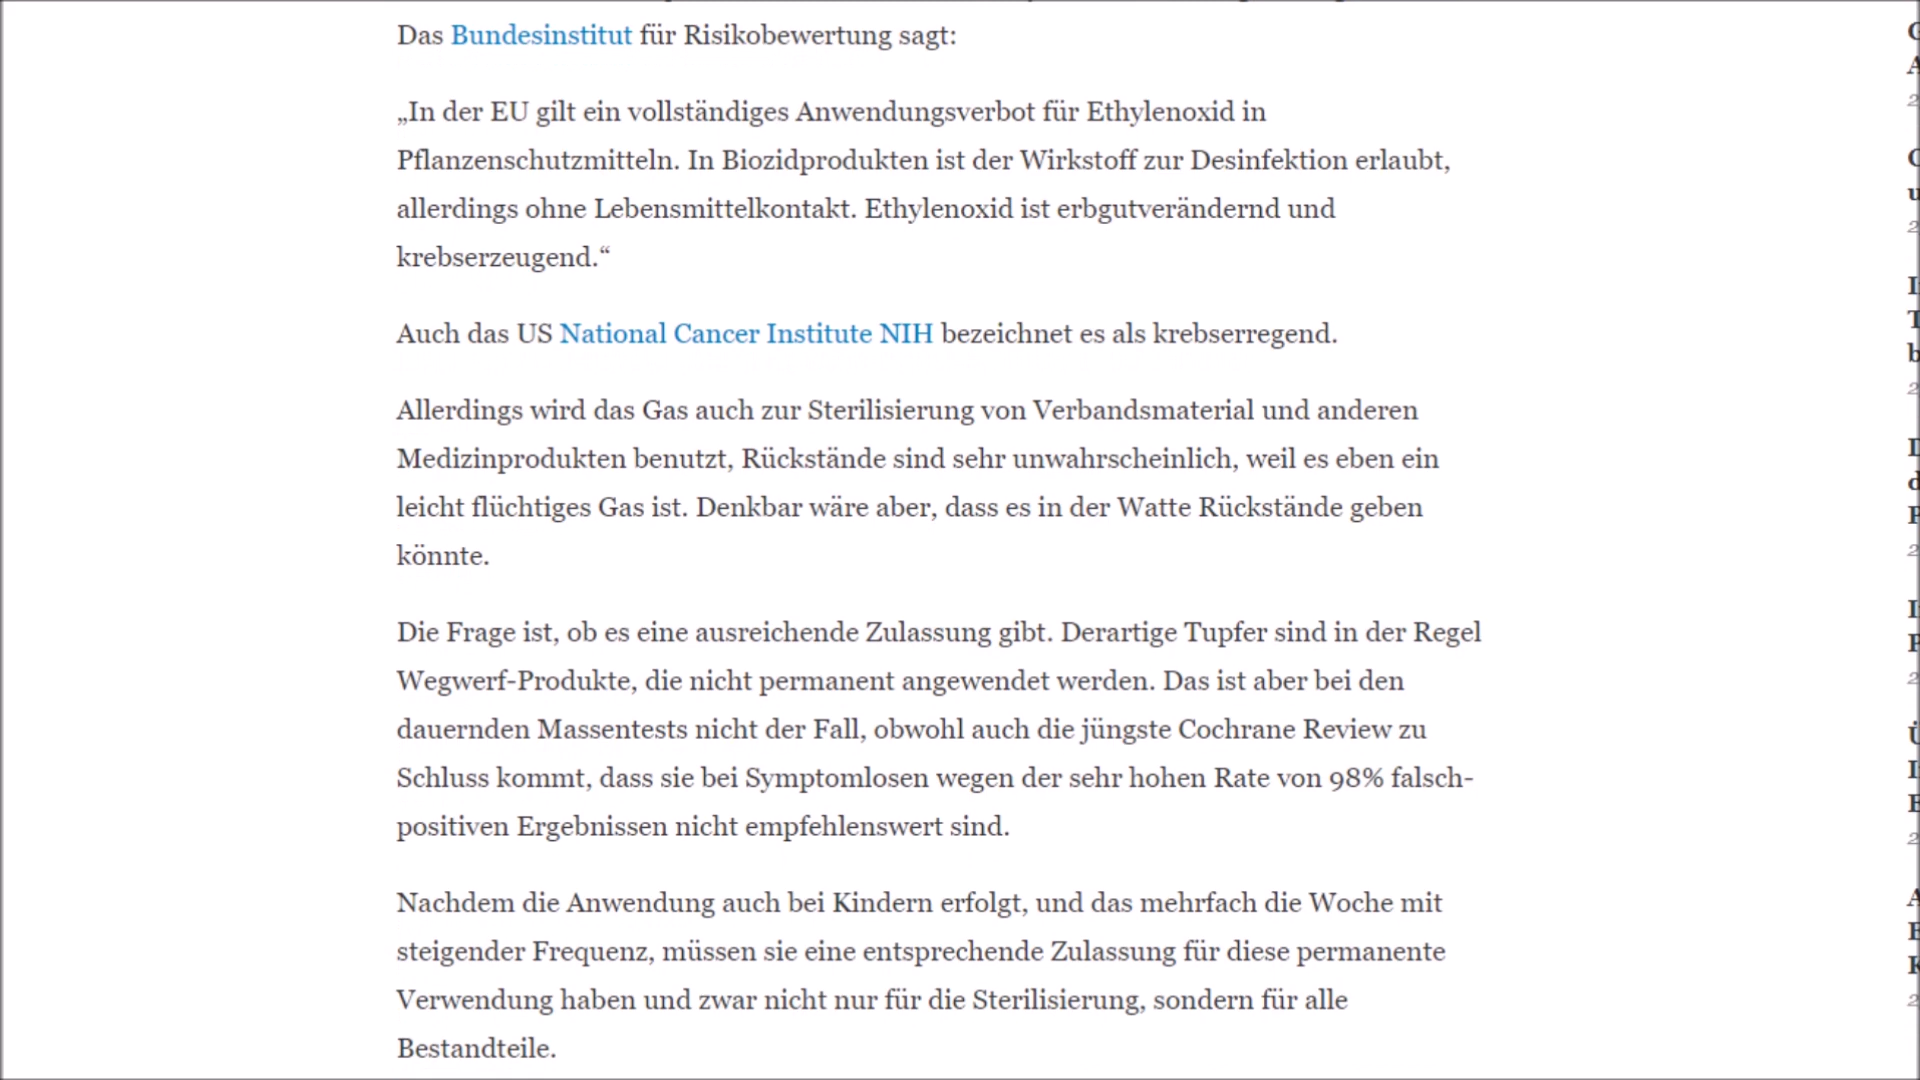 Das Bundesinstitut für Risikobewertung sagt:
„In der EU gilt ein vollständiges Anwendungsverbot für Ethylenoxid in
Pflanzenschutzmitteln. In Biozidprodukten ist der Wirkstoff zur Desinfektion erlaubt,
allerdings ohne Lebensmittelkontakt. Ethylenoxid ist erbgutverändernd und
krebserzeugend.“
Auch das US National Cancer Institute NIH bezeichnet es als krebserregend.
Allerdings wird das Gas auch zur Sterilisierung von Verbandsmaterial und anderen
Medizinprodukten benutzt, Rückstände sind sehr unwahrscheinlich, weil es eben ein
leicht flüchtiges Gas ist. Denkbar wäre aber, dass es in der Watte Rückstände geben
könnte.
Die Frage ist, ob es eine ausreichende Zulassung gibt. Derartige Tupfer sind in der Regel
Wegwerf-Produkte, die nicht permanent angewendet werden. Das ist aber bei den
dauernden Massentests nicht der Fall, obwohl auch die jüngste Cochrane Review zu
Schluss kommt, dass sie bei Symptomlosen wegen der sehr hohen Rate von 98% falsch-
positiven Ergebnissen nicht empfehlenswert sind.
Nachdem die Anwendung auch bei Kindern erfolgt, und das mehrfach die Woche mit
steigender Frequenz, müssen sie eine entsprechende Zulassung für diese permanente
Verwendung haben und zwar nicht nur für die Sterilisierung, sondern für alle
Bestandteile.